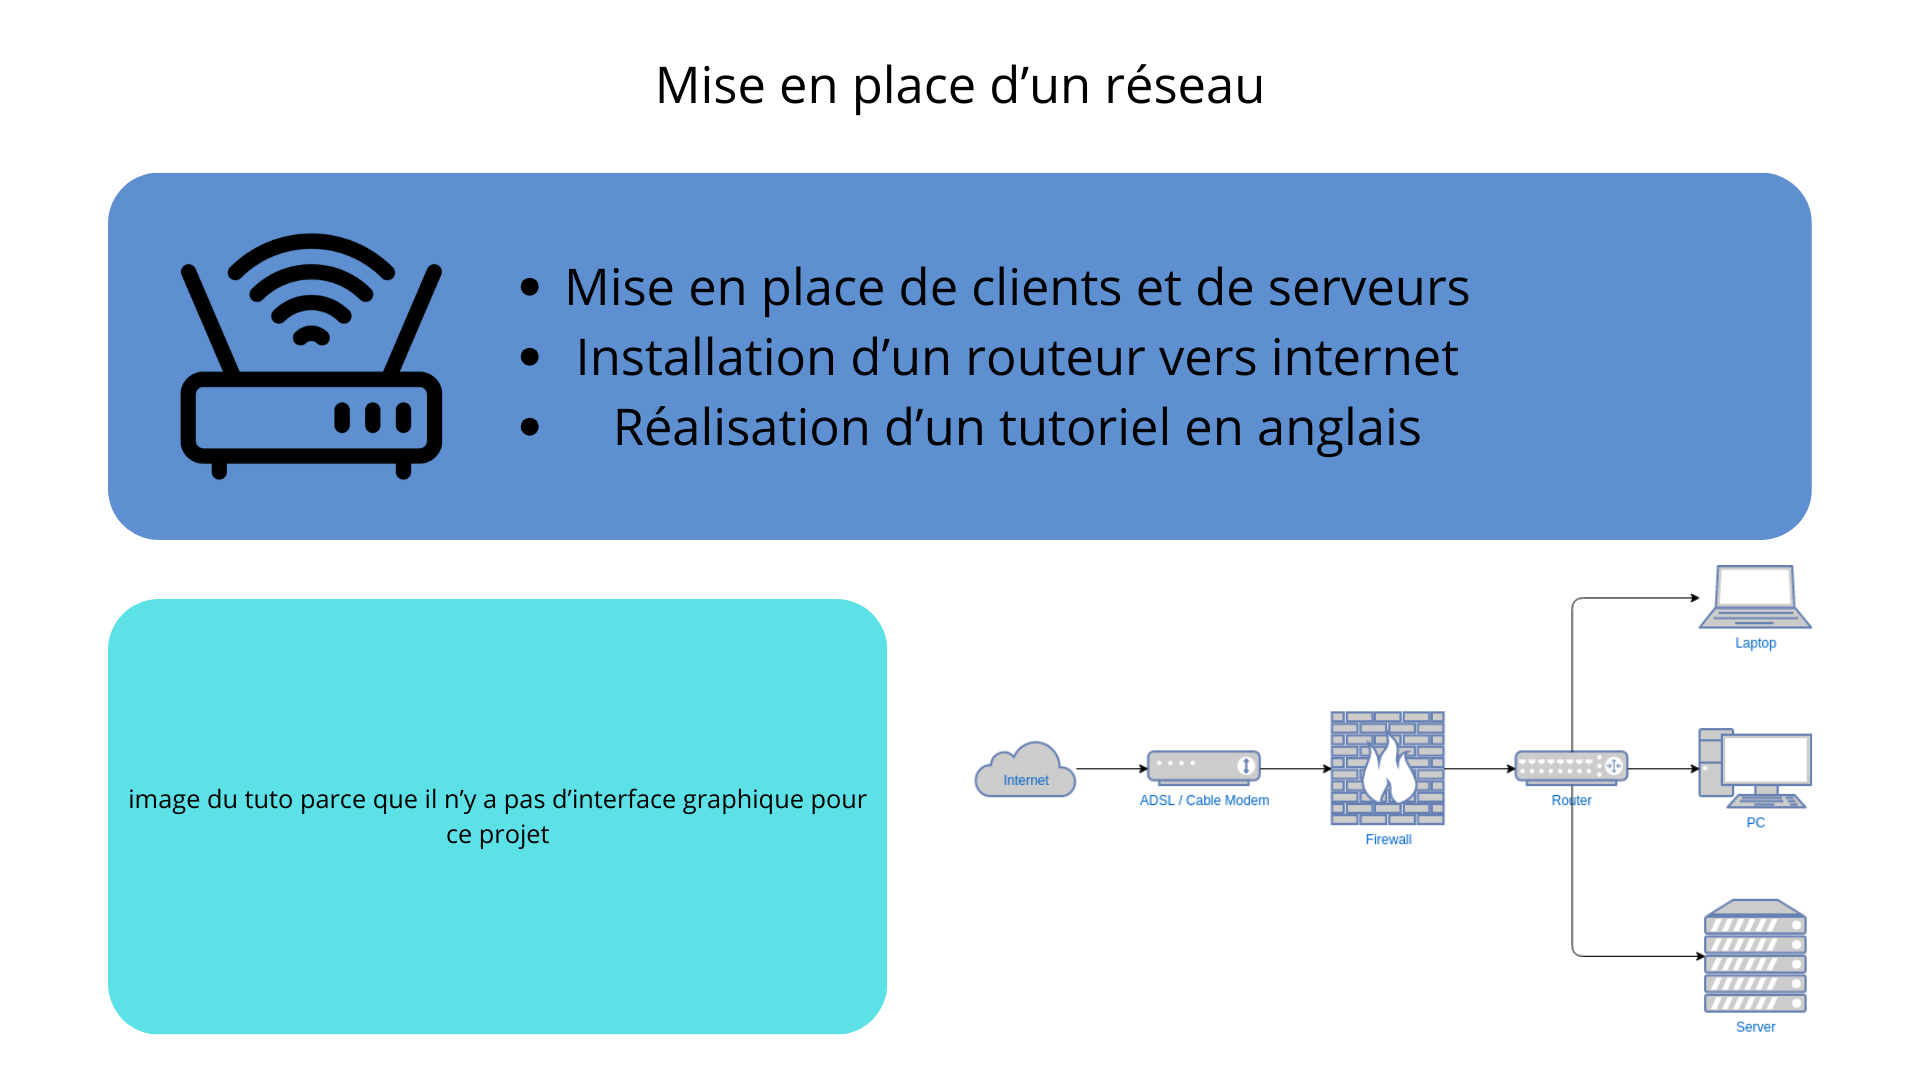 Mise en place d’un réseau
• Mise en place de clients et de serveurs
• Installation d’un routeur vers internet
• Réalisation d’un tutoriel en anglais
image du tuto parce que il n’y a pas d’interface graphique pour
ce projet
Internet
ADSL / Cable Modem
Firewall
Router
Laptop
PC
Server